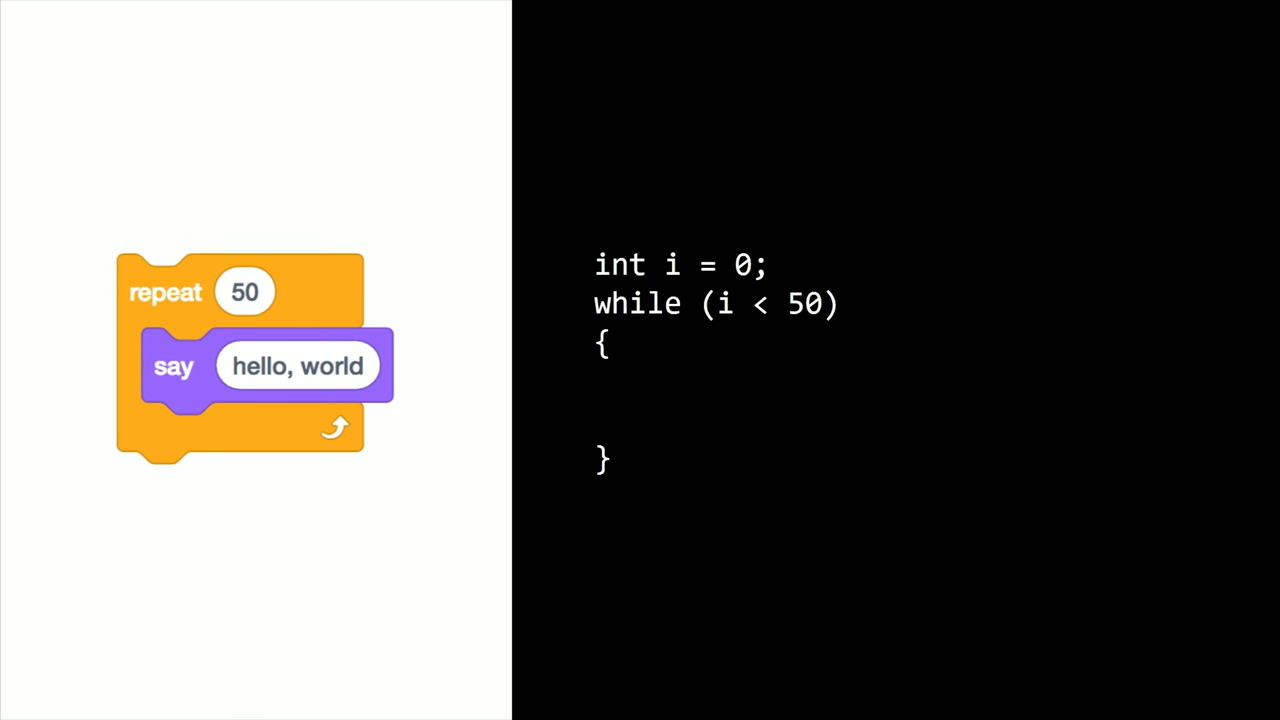 repeat 50
say hello, world
int i = 0;
while (i < 50)
{
}